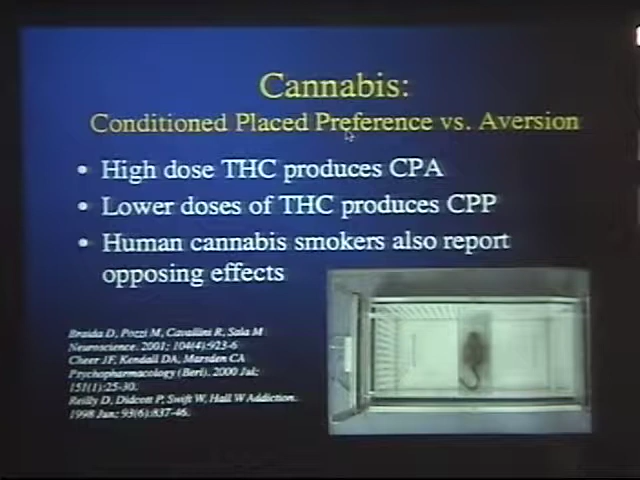 Cannabis:
Conditioned Placed Preference vs. Aversion
• High dose THC produces CPA
• Lower doses of THC produces CPP
• Human cannabis smokers also report
opposing effects
Braida D, Pozzi M, Cavallini R, Sala M
Neuroscience. 2001; 104(4):923-6
Cheer JF, Kendall DA, Marsden CA
Psychopharmacology (Berl). 2000 Jul;
151(1):25-30.
Reilly D, Didcott P, Swift W, Hall W Addiction.
1998 Jun; 93(6):837-46.